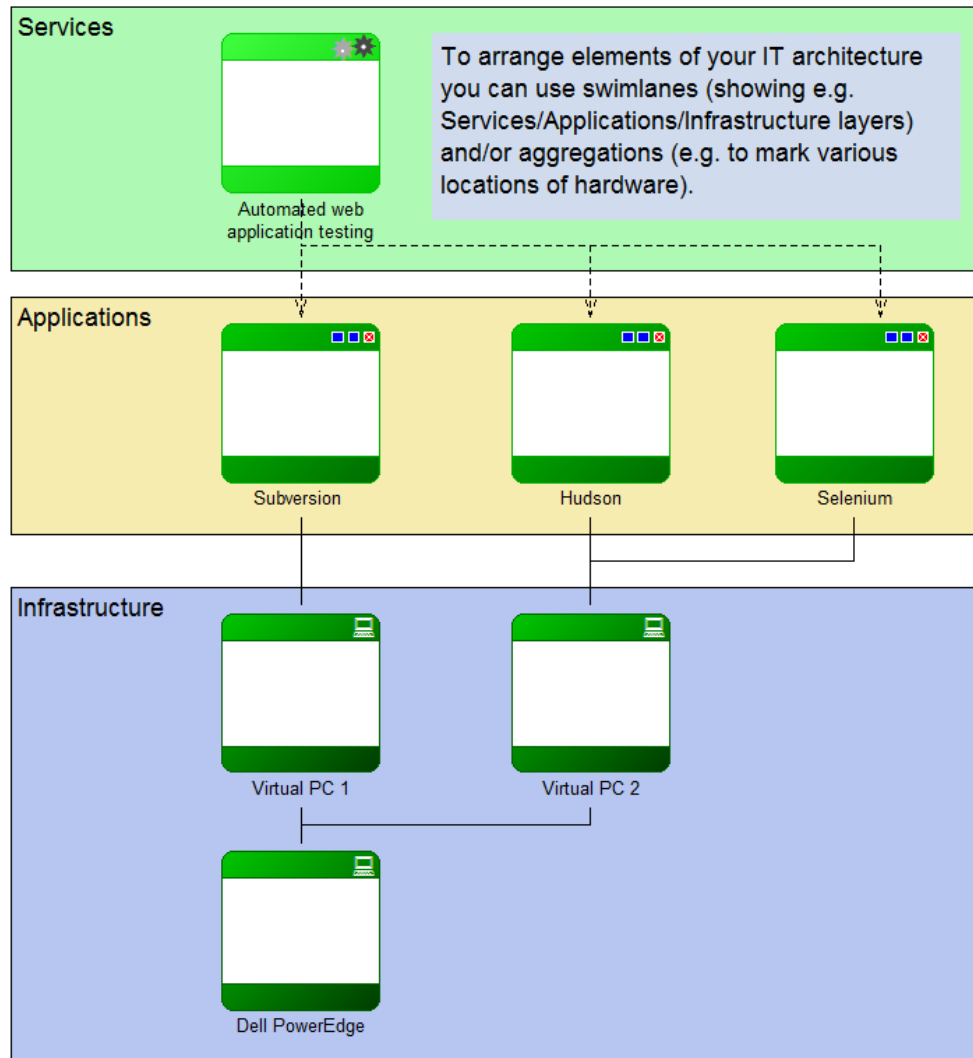 Services
To arrange elements of your IT architecture
you can use swimlanes (showing e.g.
Services/Applications/Infrastructure layers)
and/or aggregations (e.g. to mark various
locations of hardware).
Automated web
application testing
Applications
Subversion
Hudson
Selenium
Infrastructure
Virtual PC 1
Virtual PC 2
Dell PowerEdge